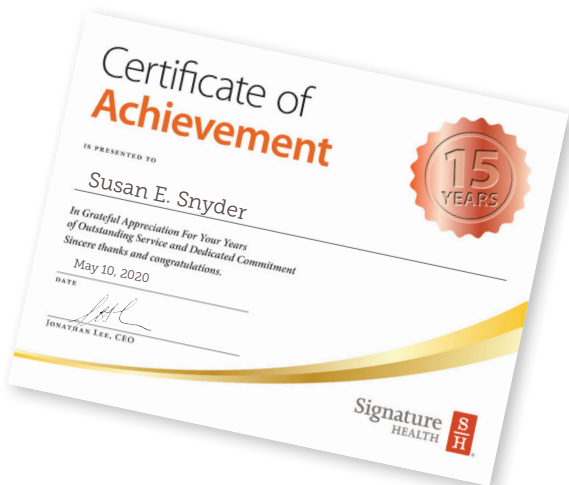 Certificate of
Achievement
IS PRESENTED TO
Susan E. Snyder
In Grateful Appreciation For Your Years
of Outstanding Service and Dedicated Commitment
Sincere thanks and congratulations.
May 10, 2020
DATE
JONATHAN LEE, CEO
15
YEARS
Signature
HEALTH
S
H